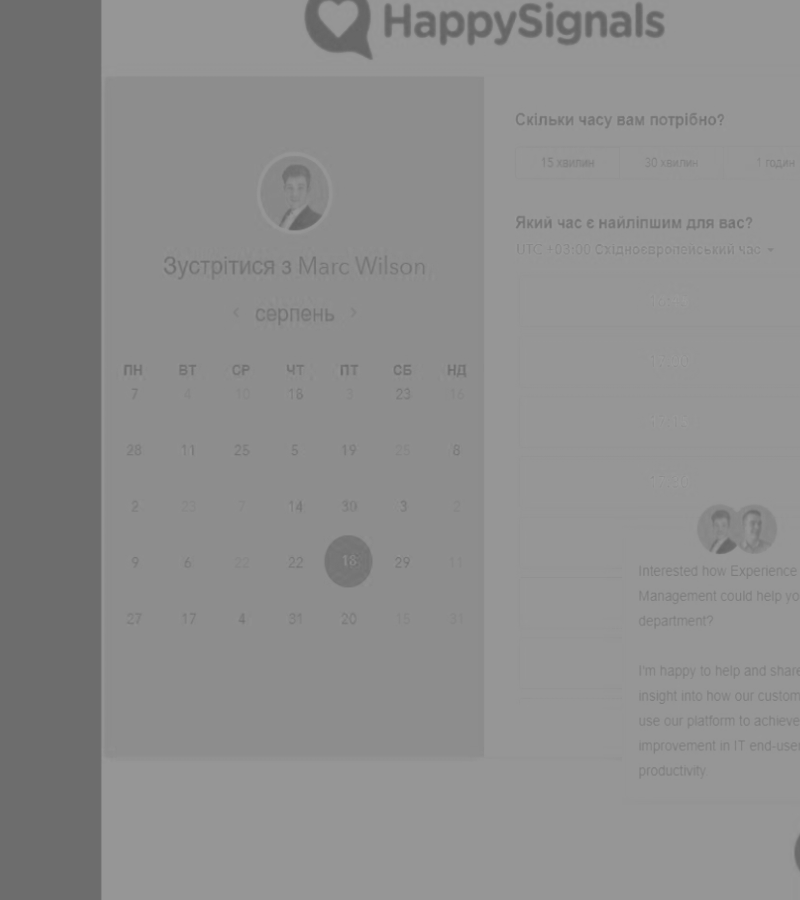 HappySignals
Зустрітися з Marc Wilson
серпень
ПН ВТ СР ЧТ ПТ СБ НД
7 4 10 18 3 23 16
28 11 25 5 19 25 8
2 23 7 14 30 3 2
9 6 22 22 18 29 11
27 17 4 31 20 15 31
Скільки часу вам потрібно?
15 хвилин 30 хвилин 1 годин
Який час є найліпшим для вас?
UTC +03:00 Східноєвропейський час
Interested how Experience
Management could help yo
department?
I'm happy to help and share
insight into how our custom
use our platform to achieve
improvement in IT end-user
productivity